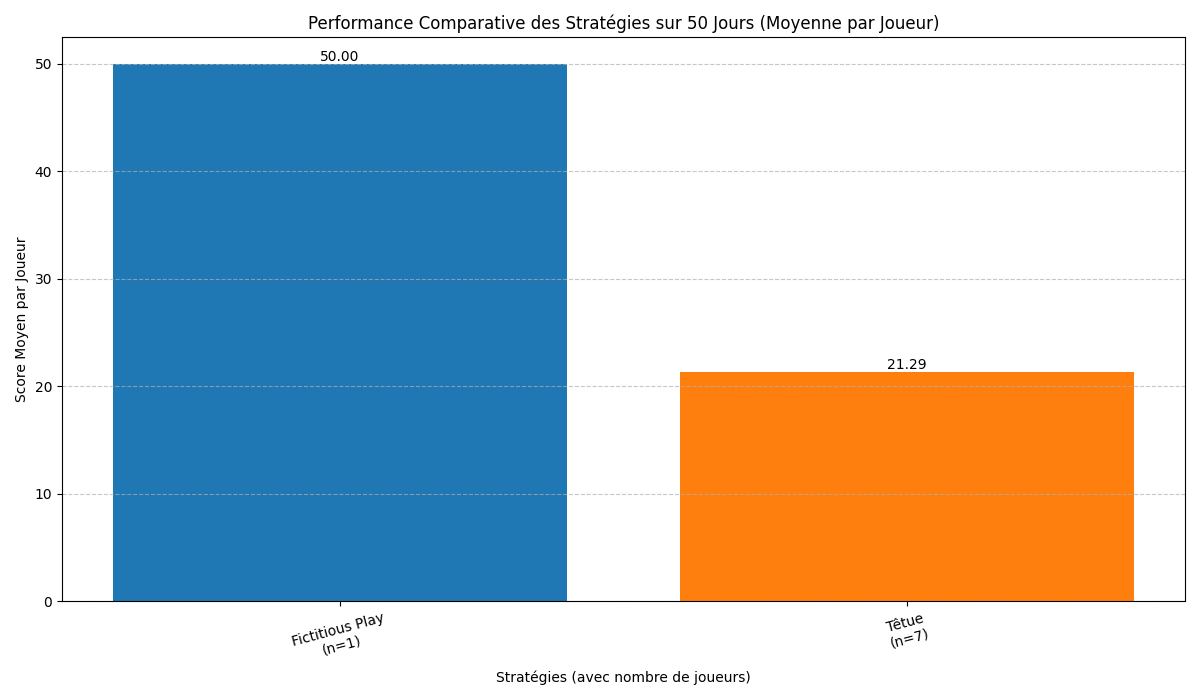 Performance Comparative des Stratégies sur 50 Jours (Moyenne par Joueur)
50.00
21.29
50
40
30
20
10
0
Score Moyen par Joueur
Fictitious Play
(n=1)
Têtue
(n=7)
Stratégies (avec nombre de joueurs)